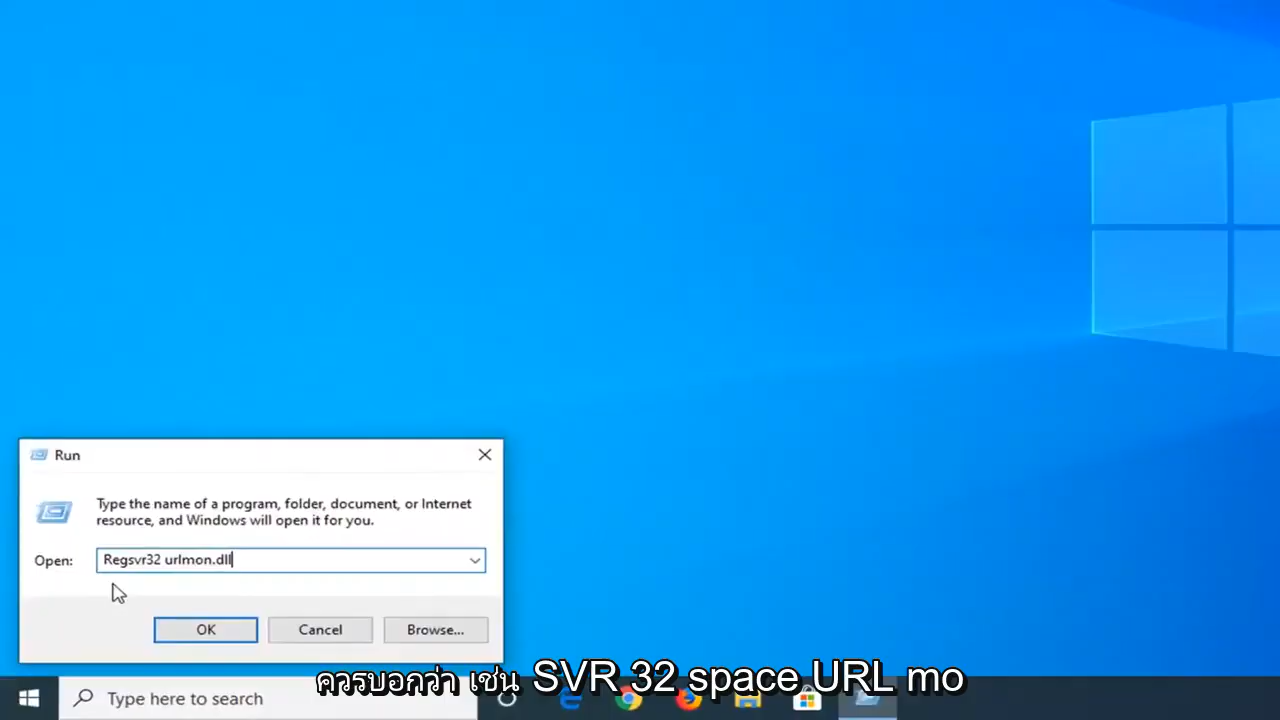 Run
Type the name of a program, folder, document, or Internet
resource, and Windows will open it for you.
Open: Regsvr32 urlmon.dll
OK Cancel Browse...
ควรบอกว่า เช่น SVR 32 space URL mo
Type here to search